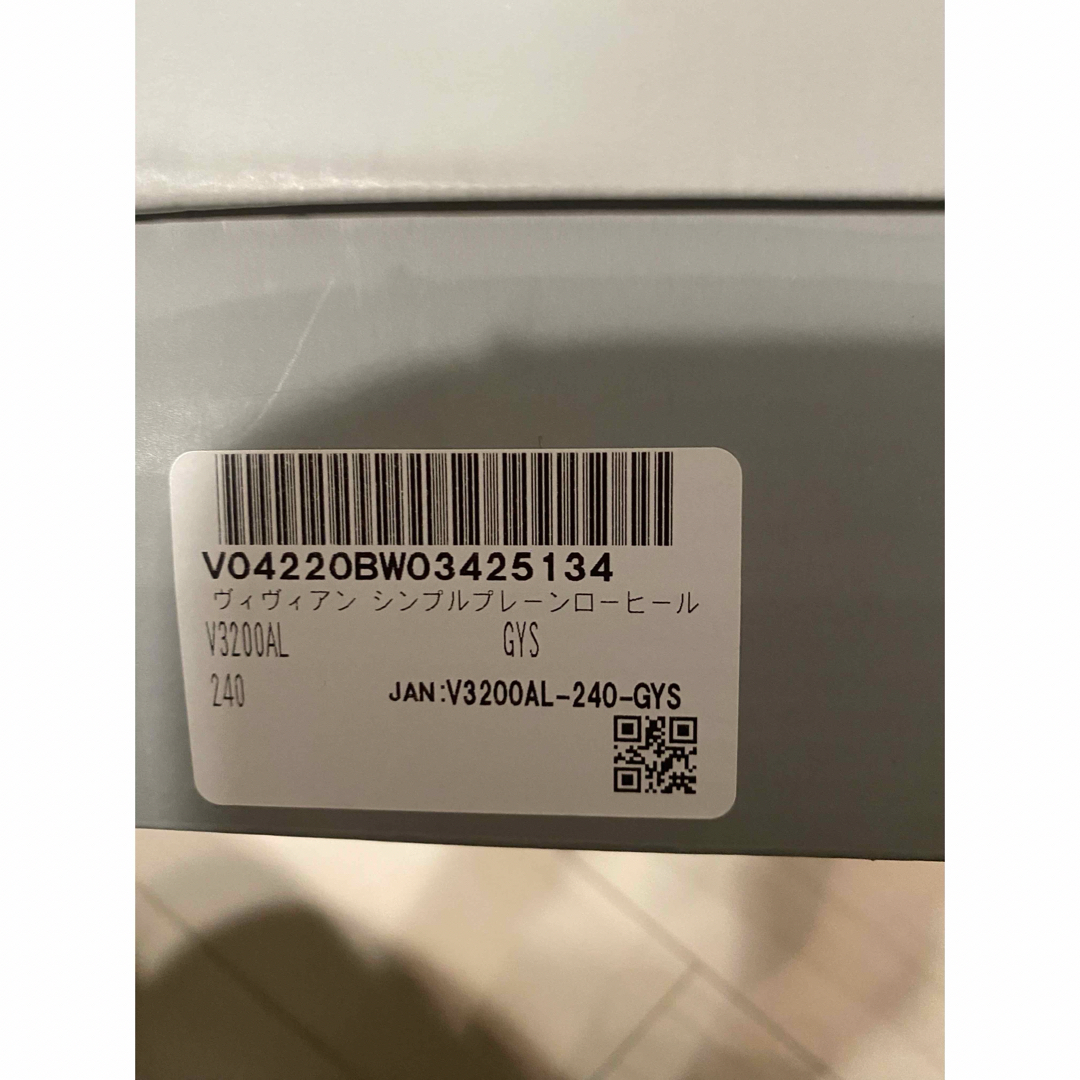 V04220BW03425134
ヴィヴィアン シンプルプレーンローヒール
V3200AL GYS
240 JAN:V3200AL-240-GYS